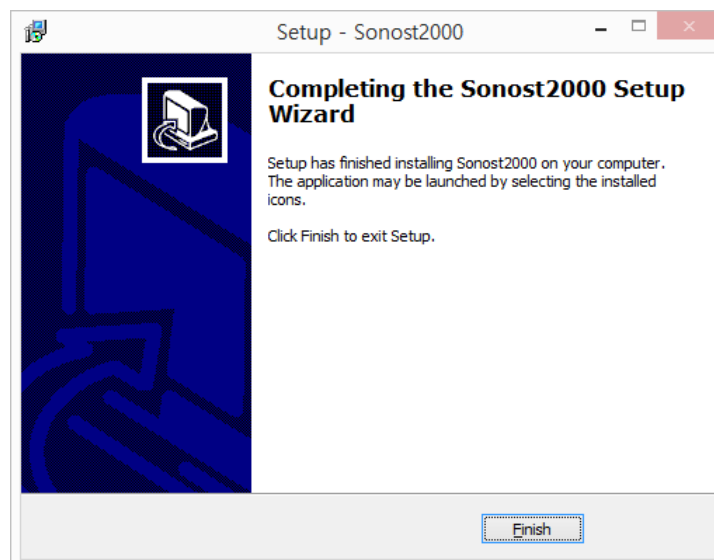 Setup - Sonost2000
Completing the Sonost2000 Setup
Wizard
Setup has finished installing Sonost2000 on your computer.
The application may be launched by selecting the installed
icons.
Click Finish to exit Setup.
Finish